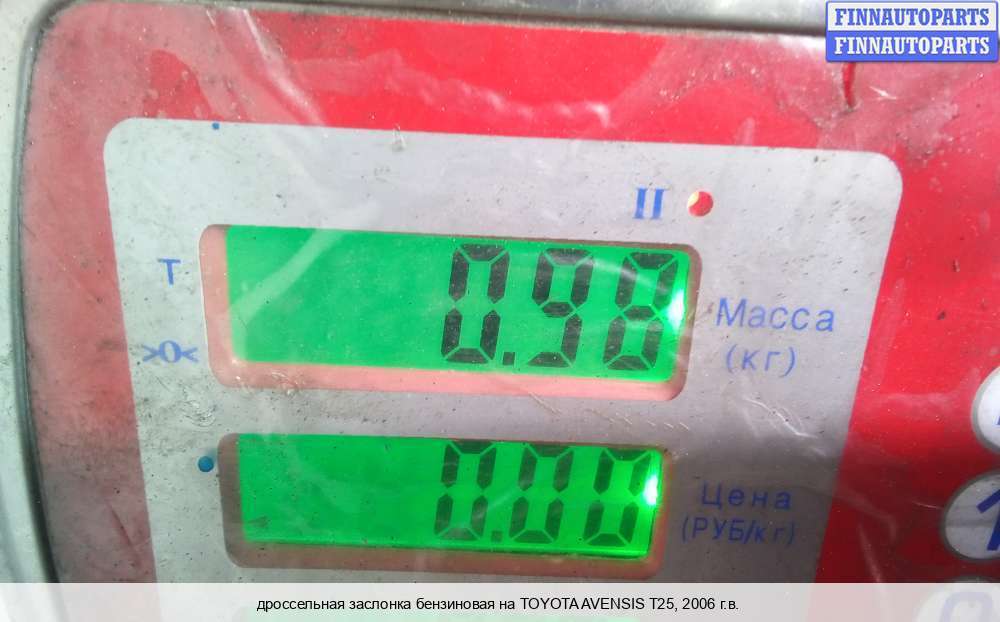 FINNAUTOPARTS
FINNAUTOPARTS
II
T
0.98
Масса
>0<
(кг)
0.00
Цена
(РУБ/кг)
дроссельная заслонка бензиновая на TOYOTA AVENSIS T25, 2006 г.в.